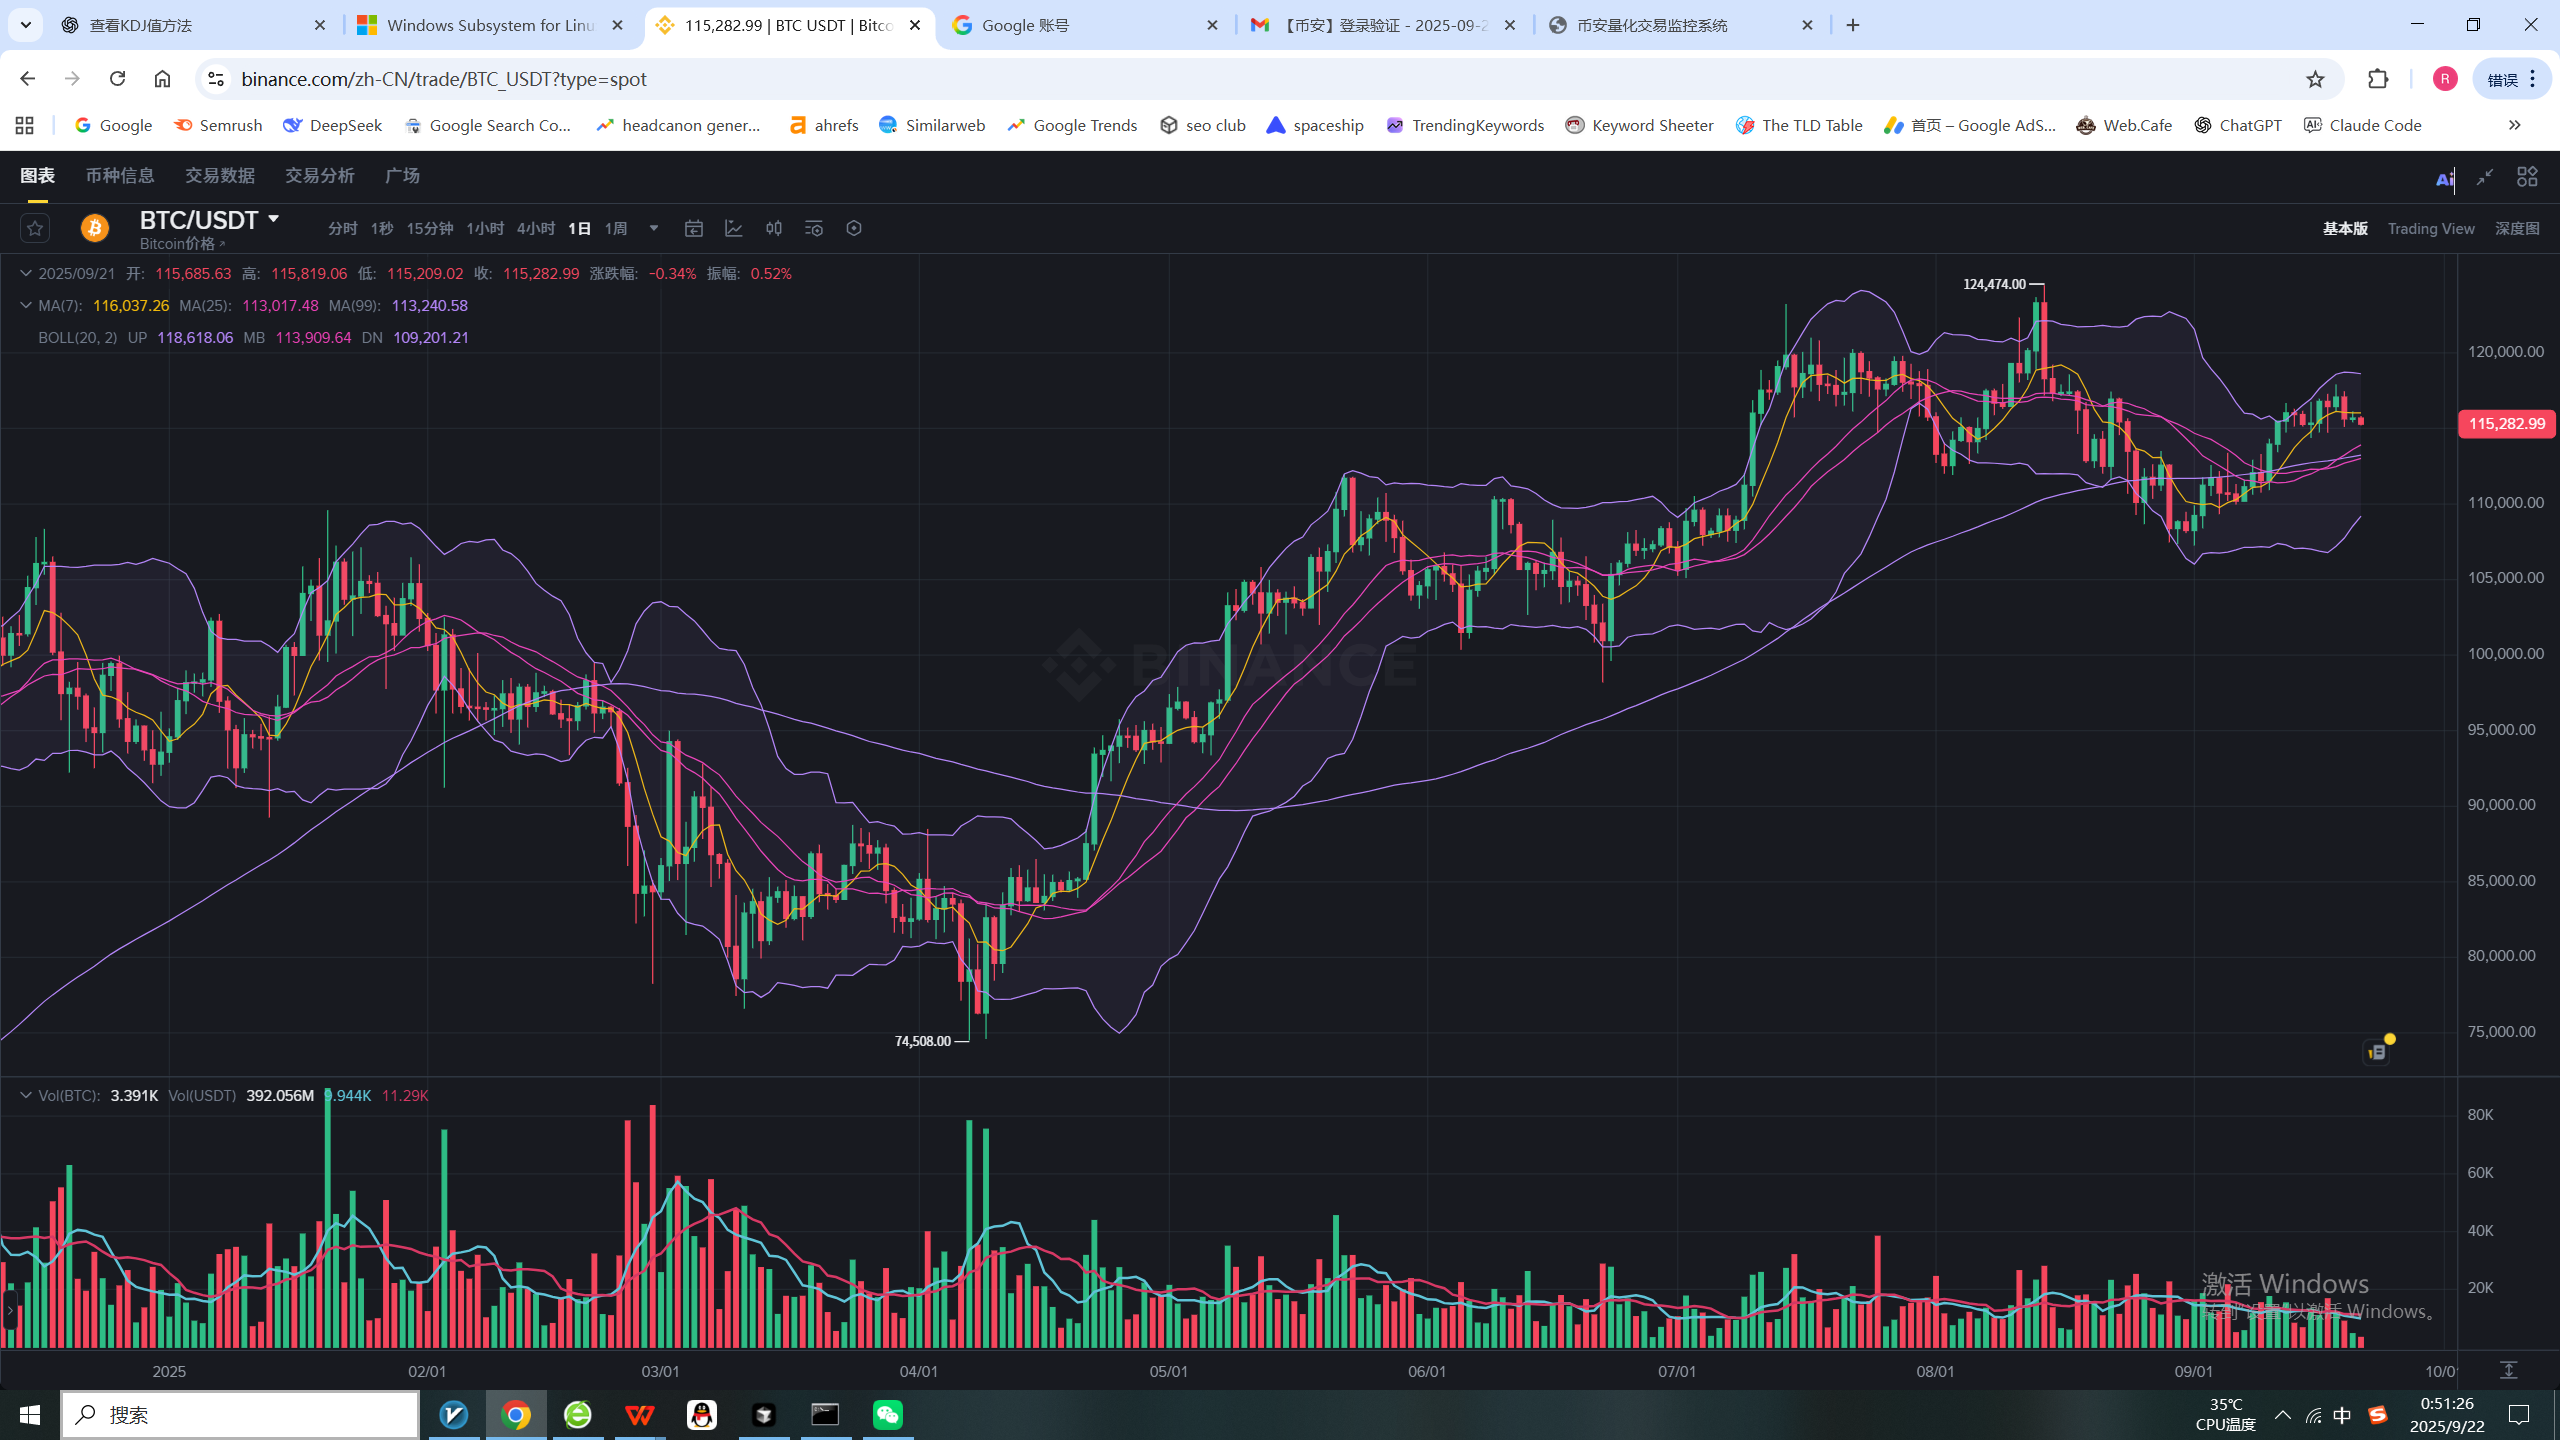 查看KDJ值方法
Windows Subsystem for Linu
115,282.99 | BTC USDT | Bitco
Google 账号
【币安】登录验证 - 2025-09-2
币安量化交易监控系统
binance.com/zh-CN/trade/BTC_USDT?type=spot
R
错误
Google
Semrush
DeepSeek
Google Search Co...
headcanon gener...
ahrefs
Similarweb
Google Trends
seo club
spaceship
TrendingKeywords
Keyword Sheeter
The TLD Table
首页 – Google AdS...
Web.Cafe
ChatGPT
Claude Code
图表 币种信息 交易数据 交易分析 广场
Ai
BTC/USDT
Bitcoin价格
分时 1秒 15分钟 1小时 4小时 1日 1周
基本版 Trading View 深度图
2025/09/21 开: 115,685.63 高: 115,819.06 低: 115,209.02 收: 115,282.99 涨跌幅: -0.34% 振幅: 0.52%
MA(7): 116,037.26 MA(25): 113,017.48 MA(99): 113,240.58
BOLL(20, 2) UP 118,618.06 MB 113,909.64 DN 109,201.21
124,474.00
120,000.00
115,282.99
110,000.00
105,000.00
100,000.00
BINANCE
95,000.00
90,000.00
85,000.00
80,000.00
75,000.00
74,508.00
Vol(BTC): 3.391K Vol(USDT) 392.056M 9.944K 11.29K
80K
60K
40K
20K
激活 Windows
转到"设置"以激活 Windows。
2025 02/01 03/01 04/01 05/01 06/01 07/01 08/01 09/01 10/0
搜索
35℃
CPU温度
中
0:51:26
2025/9/22